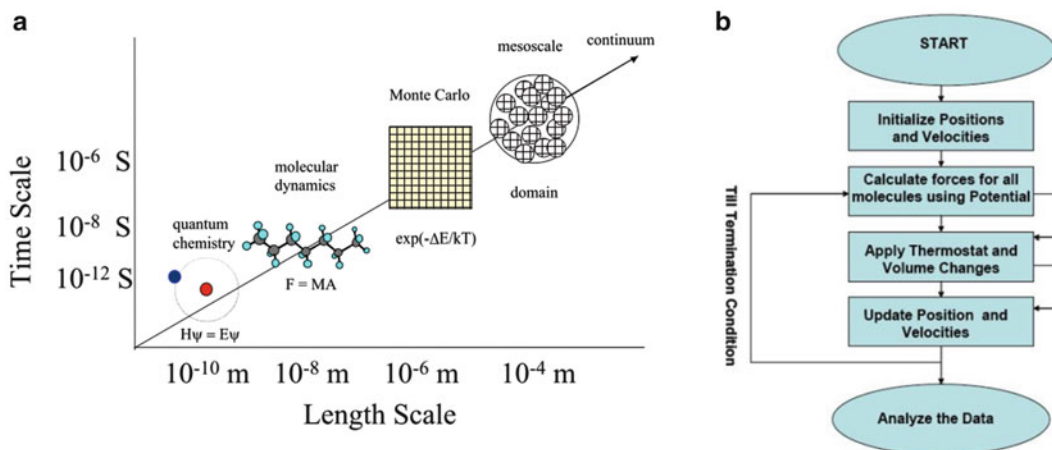 a
continuum
mesoscale
Monte Carlo
molecular
dynamics
quantum
chemistry
domain
exp(-ΔE/kT)
F = MA
Hψ = Eψ
Time Scale
10⁻⁶ S
10⁻⁸ S
10⁻¹² S
10⁻¹⁰ m
10⁻⁸ m
10⁻⁶ m
10⁻⁴ m
Length Scale
b
START
Initialize Positions
and Velocities
Calculate forces for all
molecules using Potential
Apply Thermostat and
Volume Changes
Update Position and
Velocities
Till Termination Condition
Analyze the Data